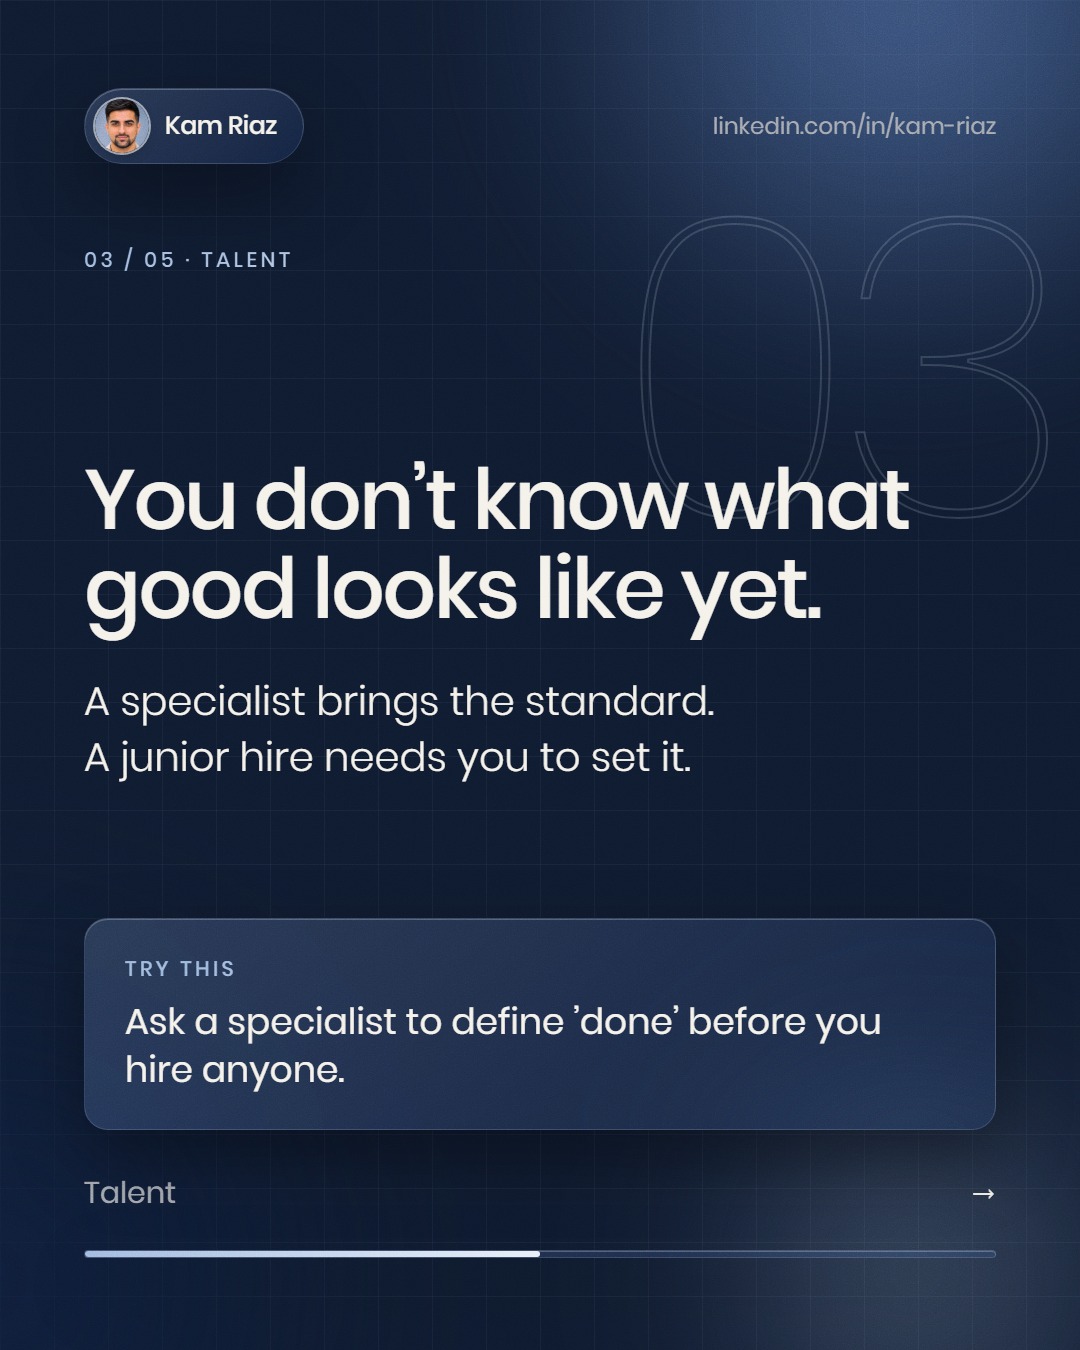 Kam Riaz
linkedin.com/in/kam-riaz
03 / 05 · TALENT
03
You don’t know what
good looks like yet.
A specialist brings the standard.
A junior hire needs you to set it.
TRY THIS
Ask a specialist to define ’done’ before you
hire anyone.
Talent
→